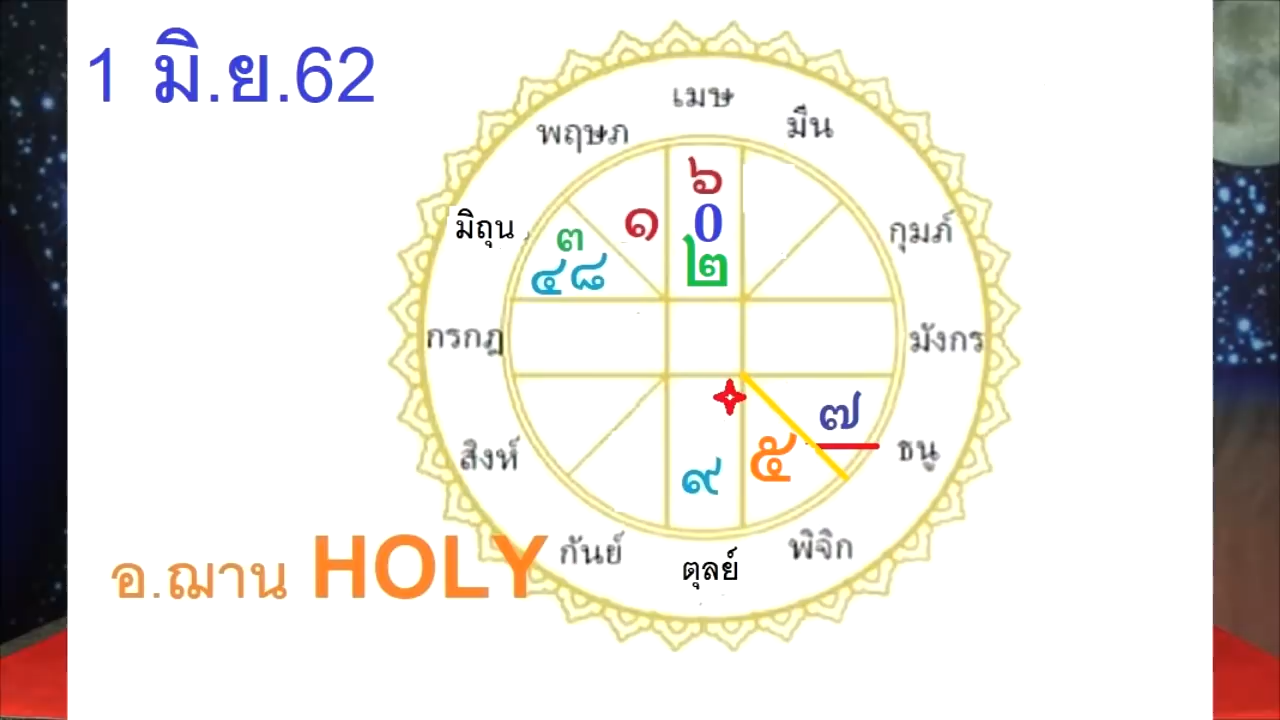 1 มิ.ย.62
เมษ
พฤษภ
มีน
๖
มิถุน
๓
๑
0
กุมภ์
๔๘
๒
กรกฎ
มังกร
๗
สิงห์
๙
๕
ธนู
อ.ฌาน HOLY
กันย์
ตุลย์
พิจิก